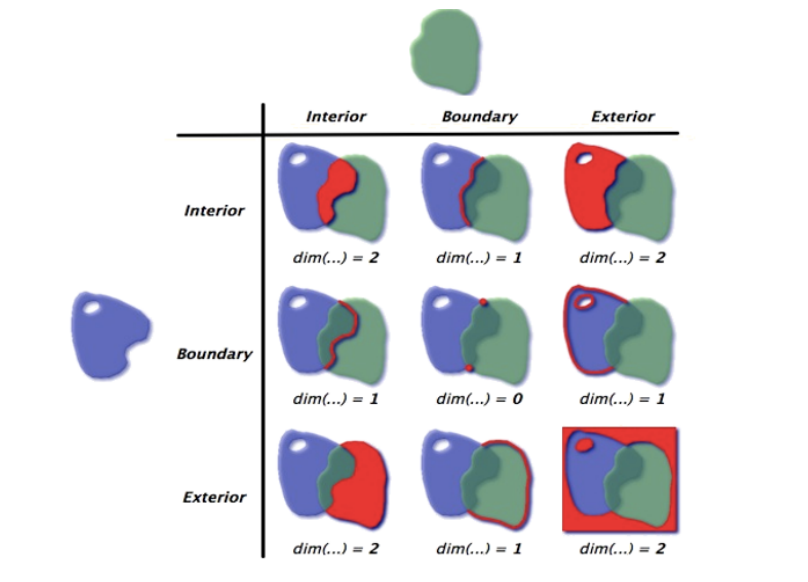 Interior Boundary Exterior
Interior
dim(...) = 2 dim(...) = 1 dim(...) = 2
Boundary
dim(...) = 1 dim(...) = 0 dim(...) = 1
Exterior
dim(...) = 2 dim(...) = 1 dim(...) = 2